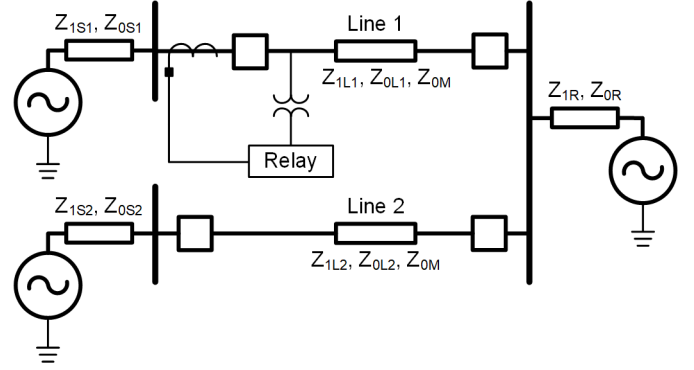 Z1S1, Z0S1
Line 1
Z1L1, Z0L1, Z0M
Z1R, Z0R
Relay
Z1S2, Z0S2
Line 2
Z1L2, Z0L2, Z0M